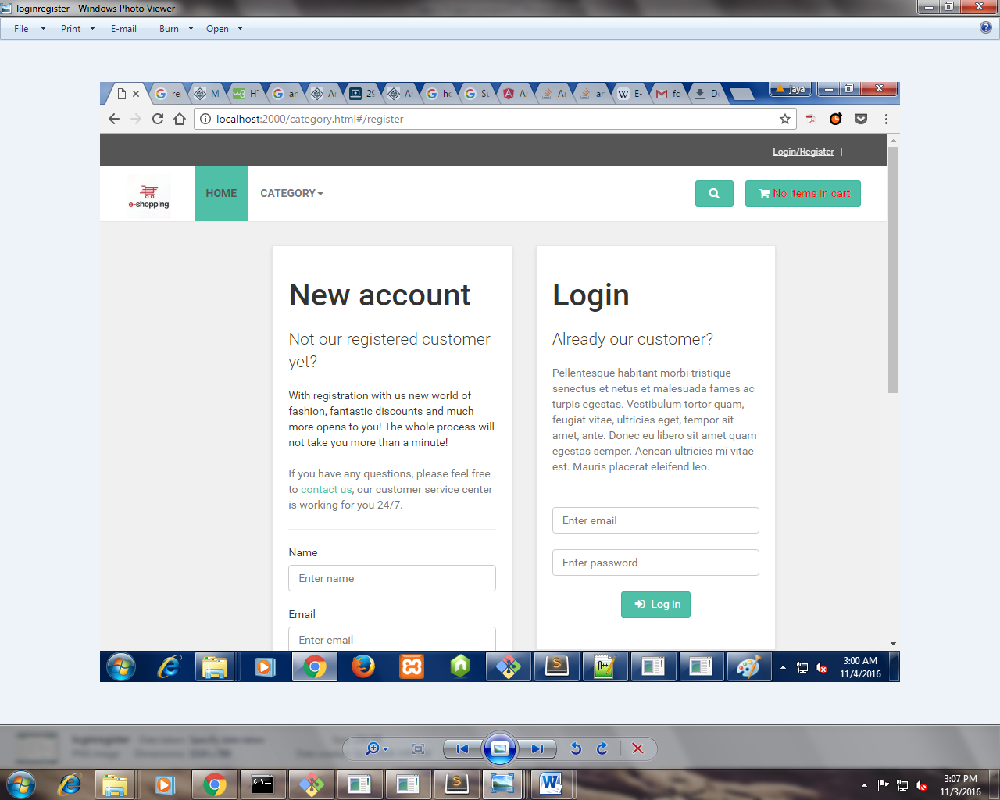 loginregister - Windows Photo Viewer
File Print E-mail Burn Open
re M HT an Ar 29 Ar ho $u Ar Ar ar E- fo Do jaya
localhost:2000/category.html#/register
Login/Register |
e-shopping HOME CATEGORY No items in cart
New account
Not our registered customer
yet?
With registration with us new world of
fashion, fantastic discounts and much
more opens to you! The whole process will
not take you more than a minute!
If you have any questions, please feel free
to contact us, our customer service center
is working for you 24/7.
Name
Enter name
Email
Enter email
Login
Already our customer?
Pellentesque habitant morbi tristique
senectus et netus et malesuada fames ac
turpis egestas. Vestibulum tortor quam,
feugiat vitae, ultricies eget, tempor sit
amet, ante. Donec eu libero sit amet quam
egestas semper. Aenean ultricies mi vitae
est. Mauris placerat eleifend leo.
Enter email
Enter password
Log in
3:00 AM
11/4/2016
loginregister
3:07 PM
11/3/2016